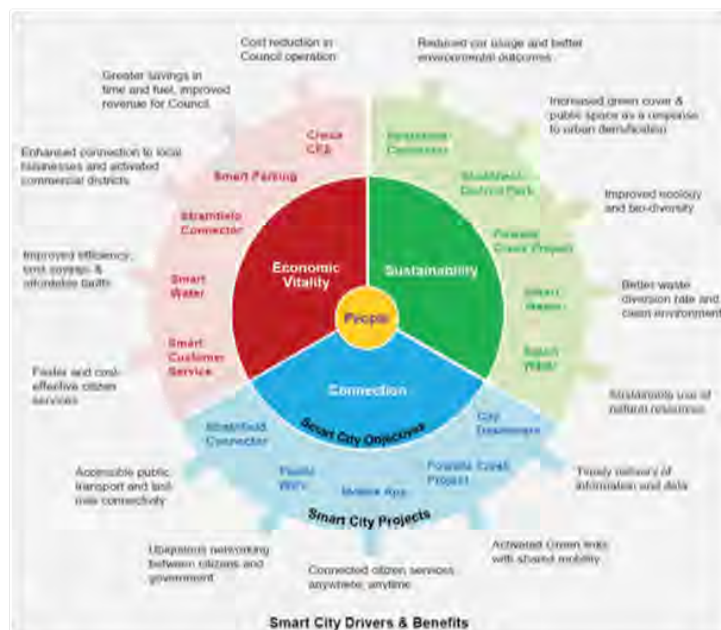 Cost reduction in
Council operation
Reduced car usage and better
environmental outcomes
Greater savings in
time and fuel, improved
revenue for Council
Increased green cover &
public space as a response
to urban densification
Enhanced connection to local
businesses and activated
commercial districts
Improved ecology
and bio-diversity
Improved efficiency,
cost savings &
affordable tariffs
Better waste
diversion rate and
clean environment
Faster and cost-
effective citizen
services
Sustainable use of
natural resources
Accessible public
transport and last-
mile connectivity
Timely delivery of
information and data
Ubiquitous networking
between citizens and
government
Connected citizen services
anywhere, anytime
Activated Green links
with shared mobility
Smart Parking
Strathfield
Connector
Smart
Water
Smart
Customer
Service
Strathfield
Connector
Strathfield
Connector
Public
WiFi
Mobile App
Powells Creek
Project
City
Powells
Creek Project
District Park
Smart
Water
Economic
Vitality
Sustainability
People
Connection
Smart City Objectives
Smart City Projects
Smart City Drivers & Benefits